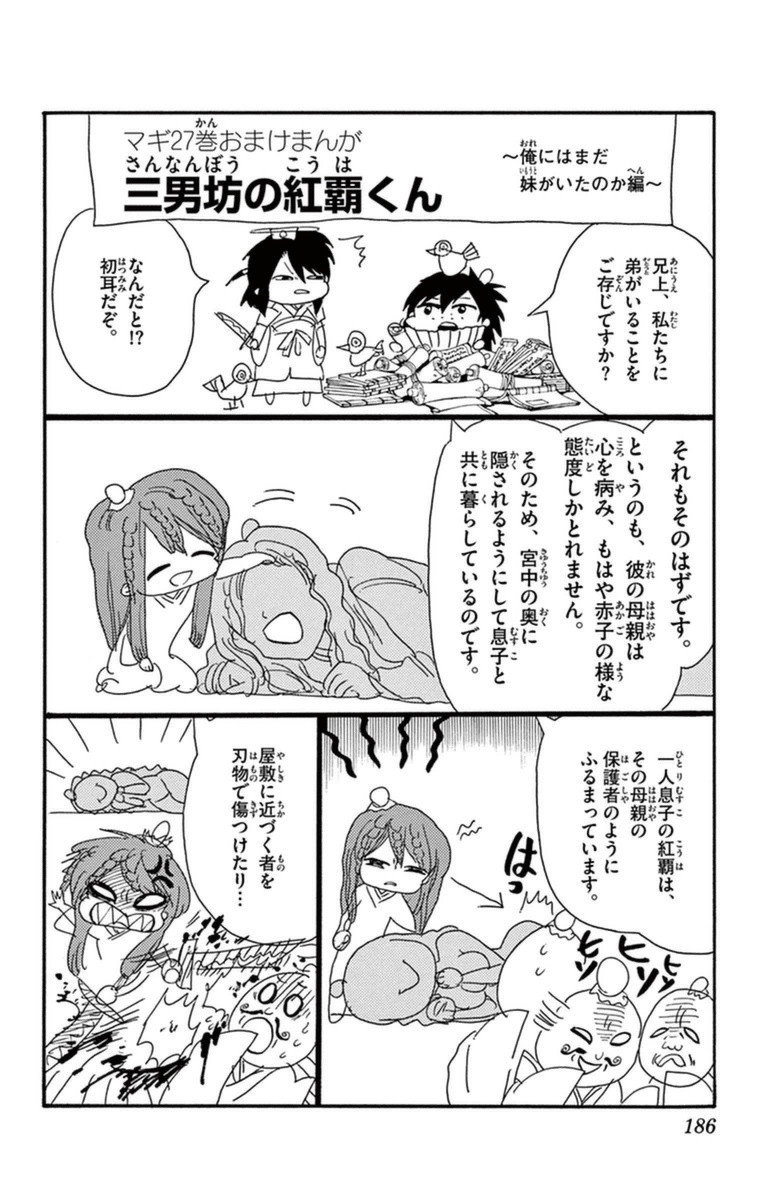 マギ27巻おまけまんが
三男坊の紅覇くん
～俺にはまだ
妹がいたのか編～
兄上、私たちに
弟がいることを
ご存じですか？
なんだと!?
初耳だぞ。
それもそのはずです。
というのも、彼の母親は
心を病み、もはや赤子の様な
態度しかとれません。
そのため、宮中の奥に
隠されるようにして息子と
共に暮らしているのです。
一人息子の紅覇は、
その母親の
保護者のように
ふるまっています。
はっ
ヒソ
ヒソヒソ
屋敷に近づく者を
刃物で傷つけたり…
186